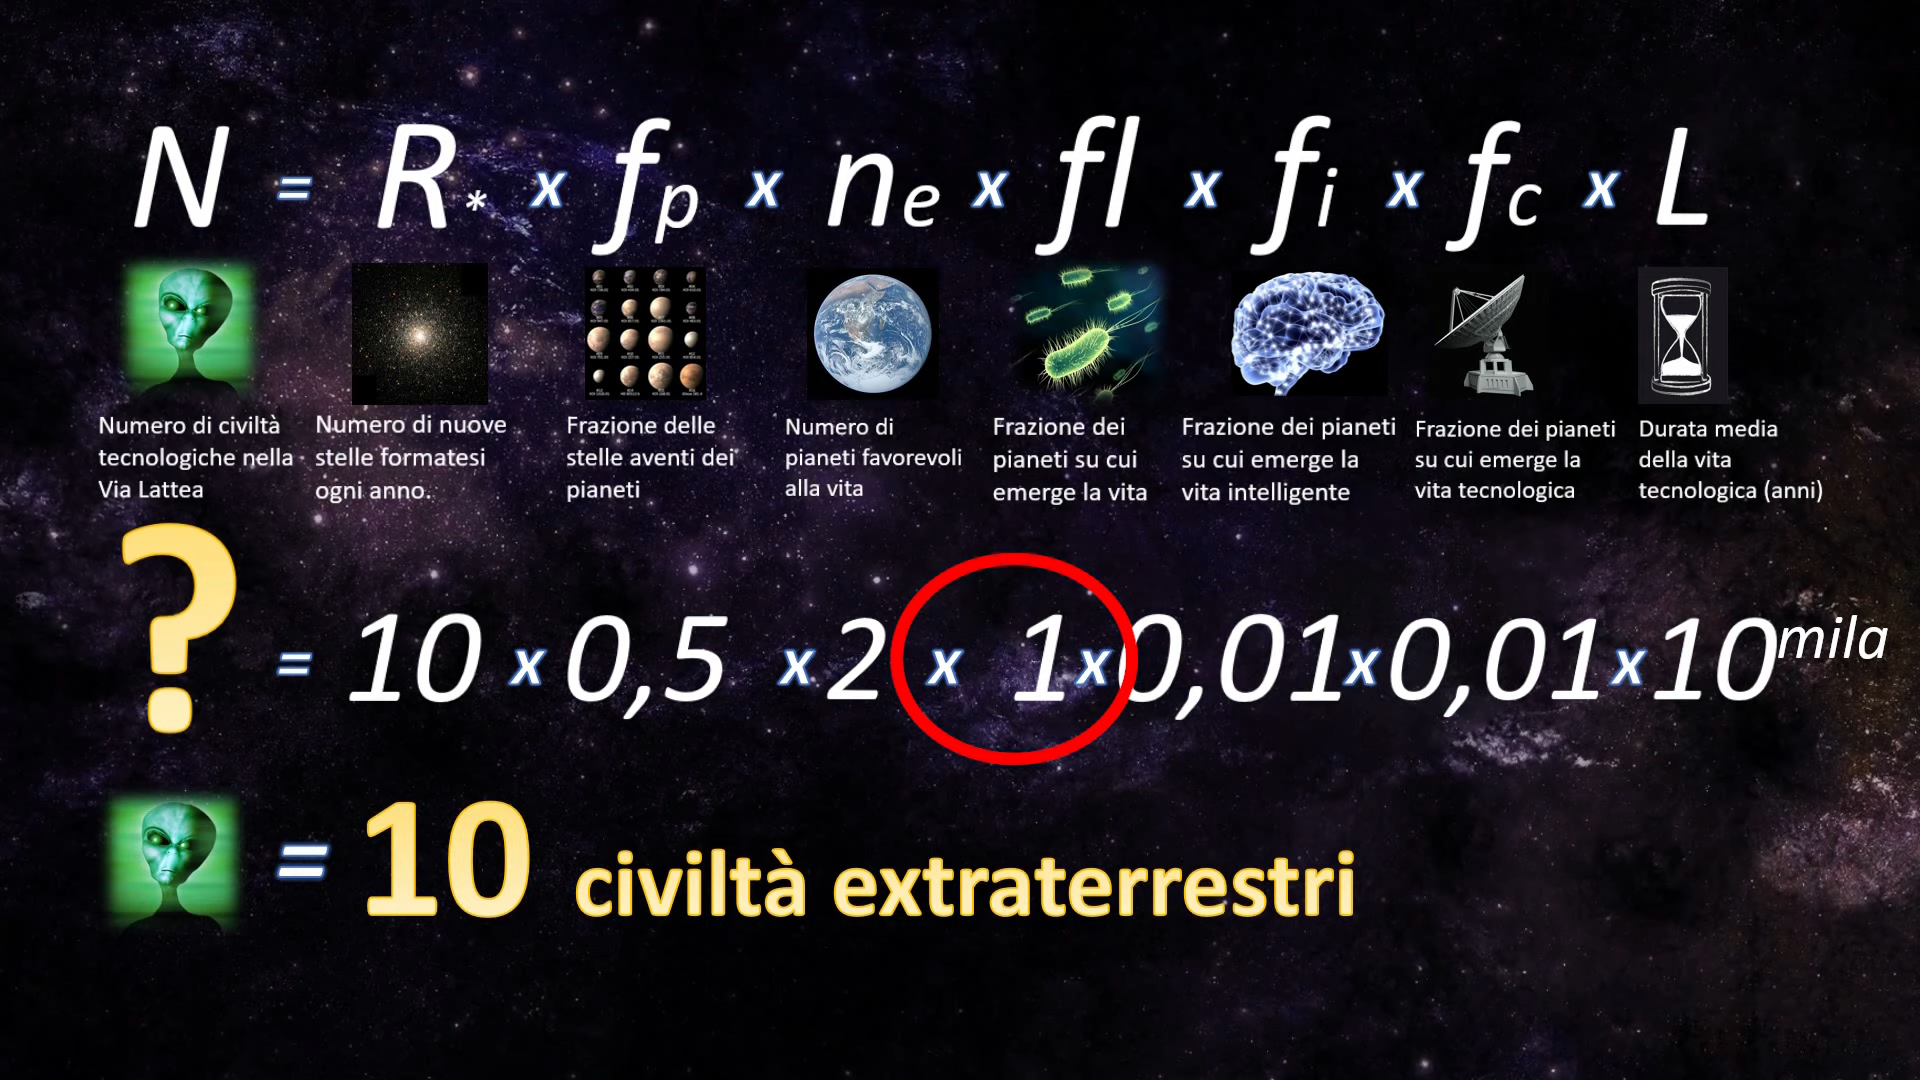 N = R* x fp x ne x fl x fi x fc x L
Numero di civiltà
tecnologiche nella
Via Lattea
Numero di nuove
stelle formatesi
ogni anno.
Frazione delle
stelle aventi dei
pianeti
Numero di
pianeti favorevoli
alla vita
Frazione dei
pianeti su cui
emerge la vita
Frazione dei pianeti
su cui emerge la
vita intelligente
Frazione dei pianeti
su cui emerge la
vita tecnologica
Durata media
della vita
tecnologica (anni)
? = 10 x 0,5 x 2 x 1 x 0,01 x 0,01 x 10 mila
= 10 civiltà extraterrestri